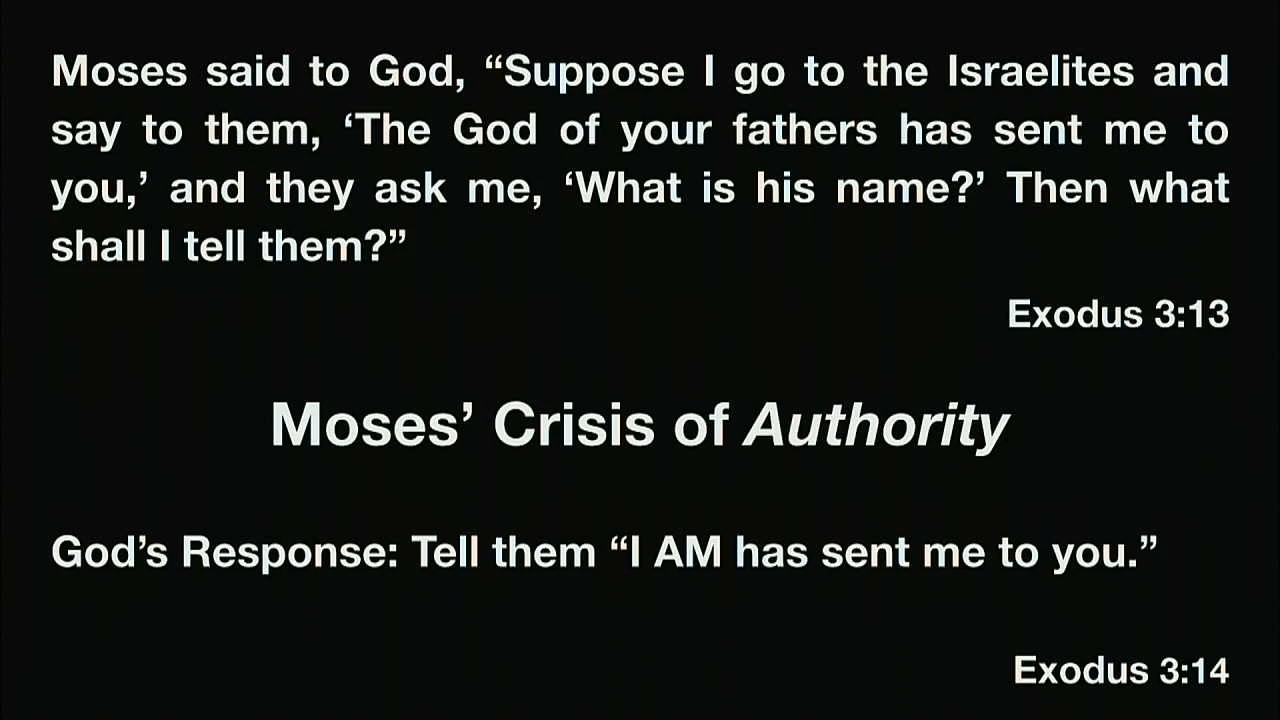 Moses said to God, “Suppose I go to the Israelites and
say to them, ‘The God of your fathers has sent me to
you,’ and they ask me, ‘What is his name?’ Then what
shall I tell them?”
Exodus 3:13
Moses’ Crisis of Authority
God’s Response: Tell them “I AM has sent me to you.”
Exodus 3:14